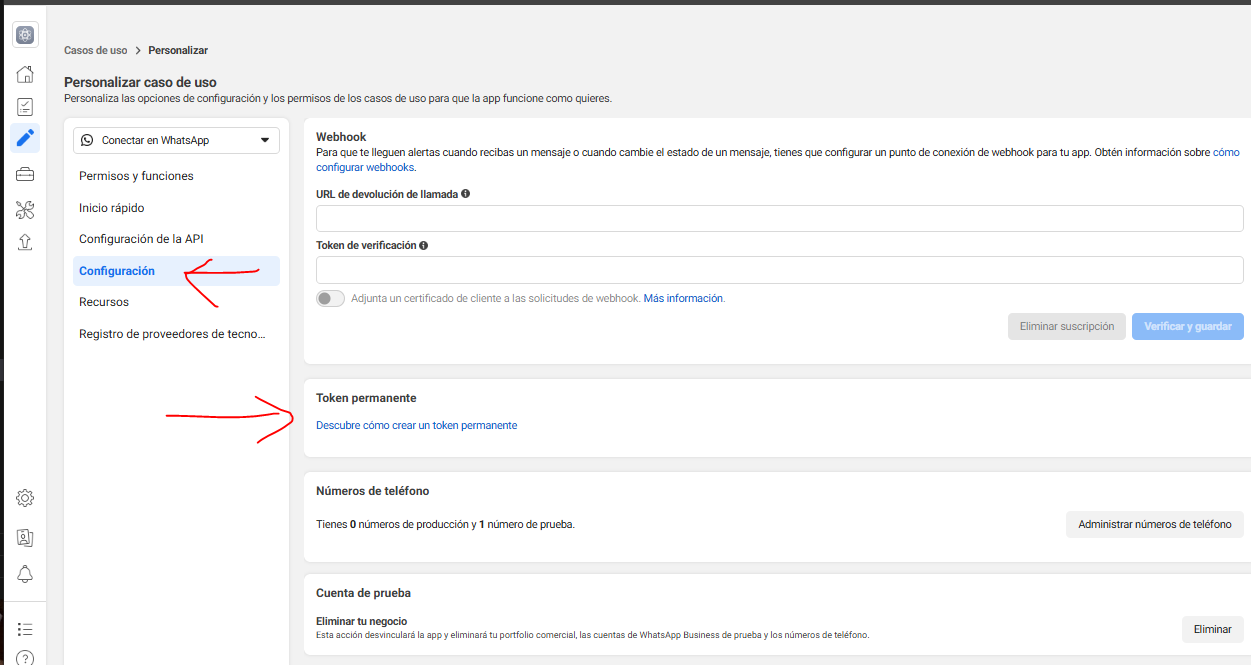 Casos de uso > Personalizar
Personalizar caso de uso
Personaliza las opciones de configuración y los permisos de los casos de uso para que la app funcione como quieres.
Conectar en WhatsApp
Permisos y funciones
Inicio rápido
Configuración de la API
Configuración
Recursos
Registro de proveedores de tecno...
Webhook
Para que te lleguen alertas cuando recibas un mensaje o cuando cambie el estado de un mensaje, tienes que configurar un punto de conexión de webhook para tu app. Obtén información sobre cómo
configurar webhooks.
URL de devolución de llamada
Token de verificación
Adjunta un certificado de cliente a las solicitudes de webhook. Más información.
Eliminar suscripción
Verificar y guardar
Token permanente
Descubre cómo crear un token permanente
Números de teléfono
Tienes 0 números de producción y 1 número de prueba.
Administrar números de teléfono
Cuenta de prueba
Eliminar tu negocio
Esta acción desvinculará la app y eliminará tu portfolio comercial, las cuentas de WhatsApp Business de prueba y los números de teléfono.
Eliminar